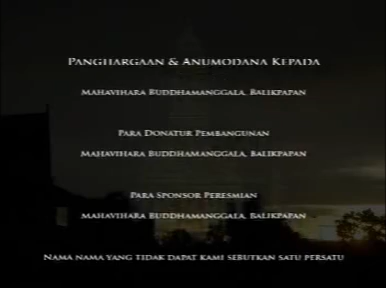 Panghargaan & Anumodana Kepada
Mahavihara Buddhamanggala, Balikpapan
Para Donatur Pembangunan
Mahavihara Buddhamanggala, Balikpapan
Para Sponsor Peresmian
Mahavihara Buddhamanggala, Balikpapan
Nama nama yang tidak dapat kami sebutkan satu persatu